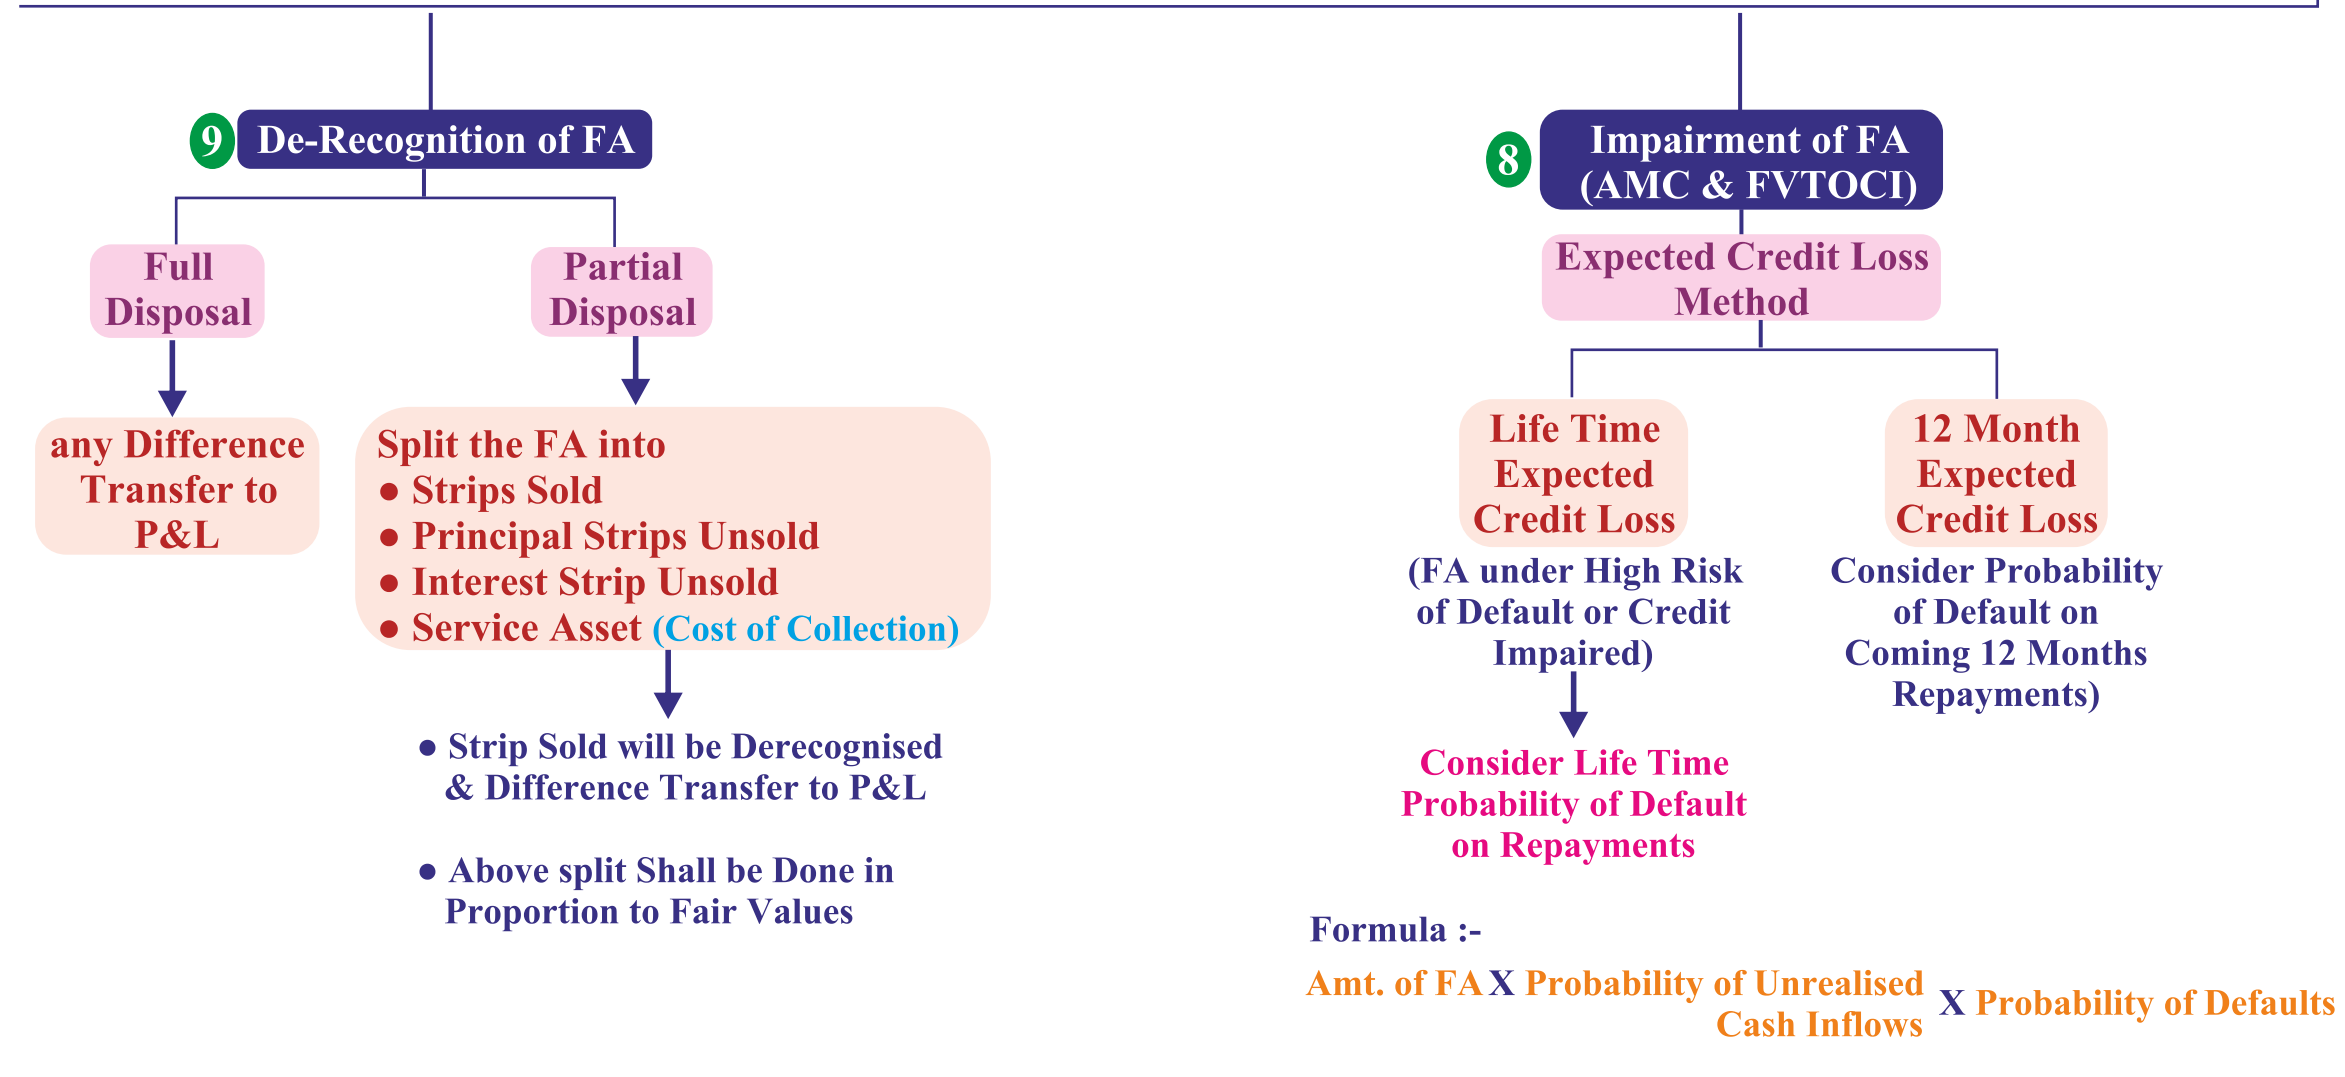 9 De-Recognition of FA
Full
Disposal
any Difference
Transfer to
P&L
Partial
Disposal
Split the FA into
● Strips Sold
● Principal Strips Unsold
● Interest Strip Unsold
● Service Asset (Cost of Collection)
● Strip Sold will be Derecognised
& Difference Transfer to P&L
● Above split Shall be Done in
Proportion to Fair Values
8 Impairment of FA
(AMC & FVTOCI)
Expected Credit Loss
Method
Life Time
Expected
Credit Loss
(FA under High Risk
of Default or Credit
Impaired)
Consider Life Time
Probability of Default
on Repayments
12 Month
Expected
Credit Loss
Consider Probability
of Default on
Coming 12 Months
Repayments)
Formula :-
Amt. of FA X Probability of Unrealised
Cash Inflows
X Probability of Defaults